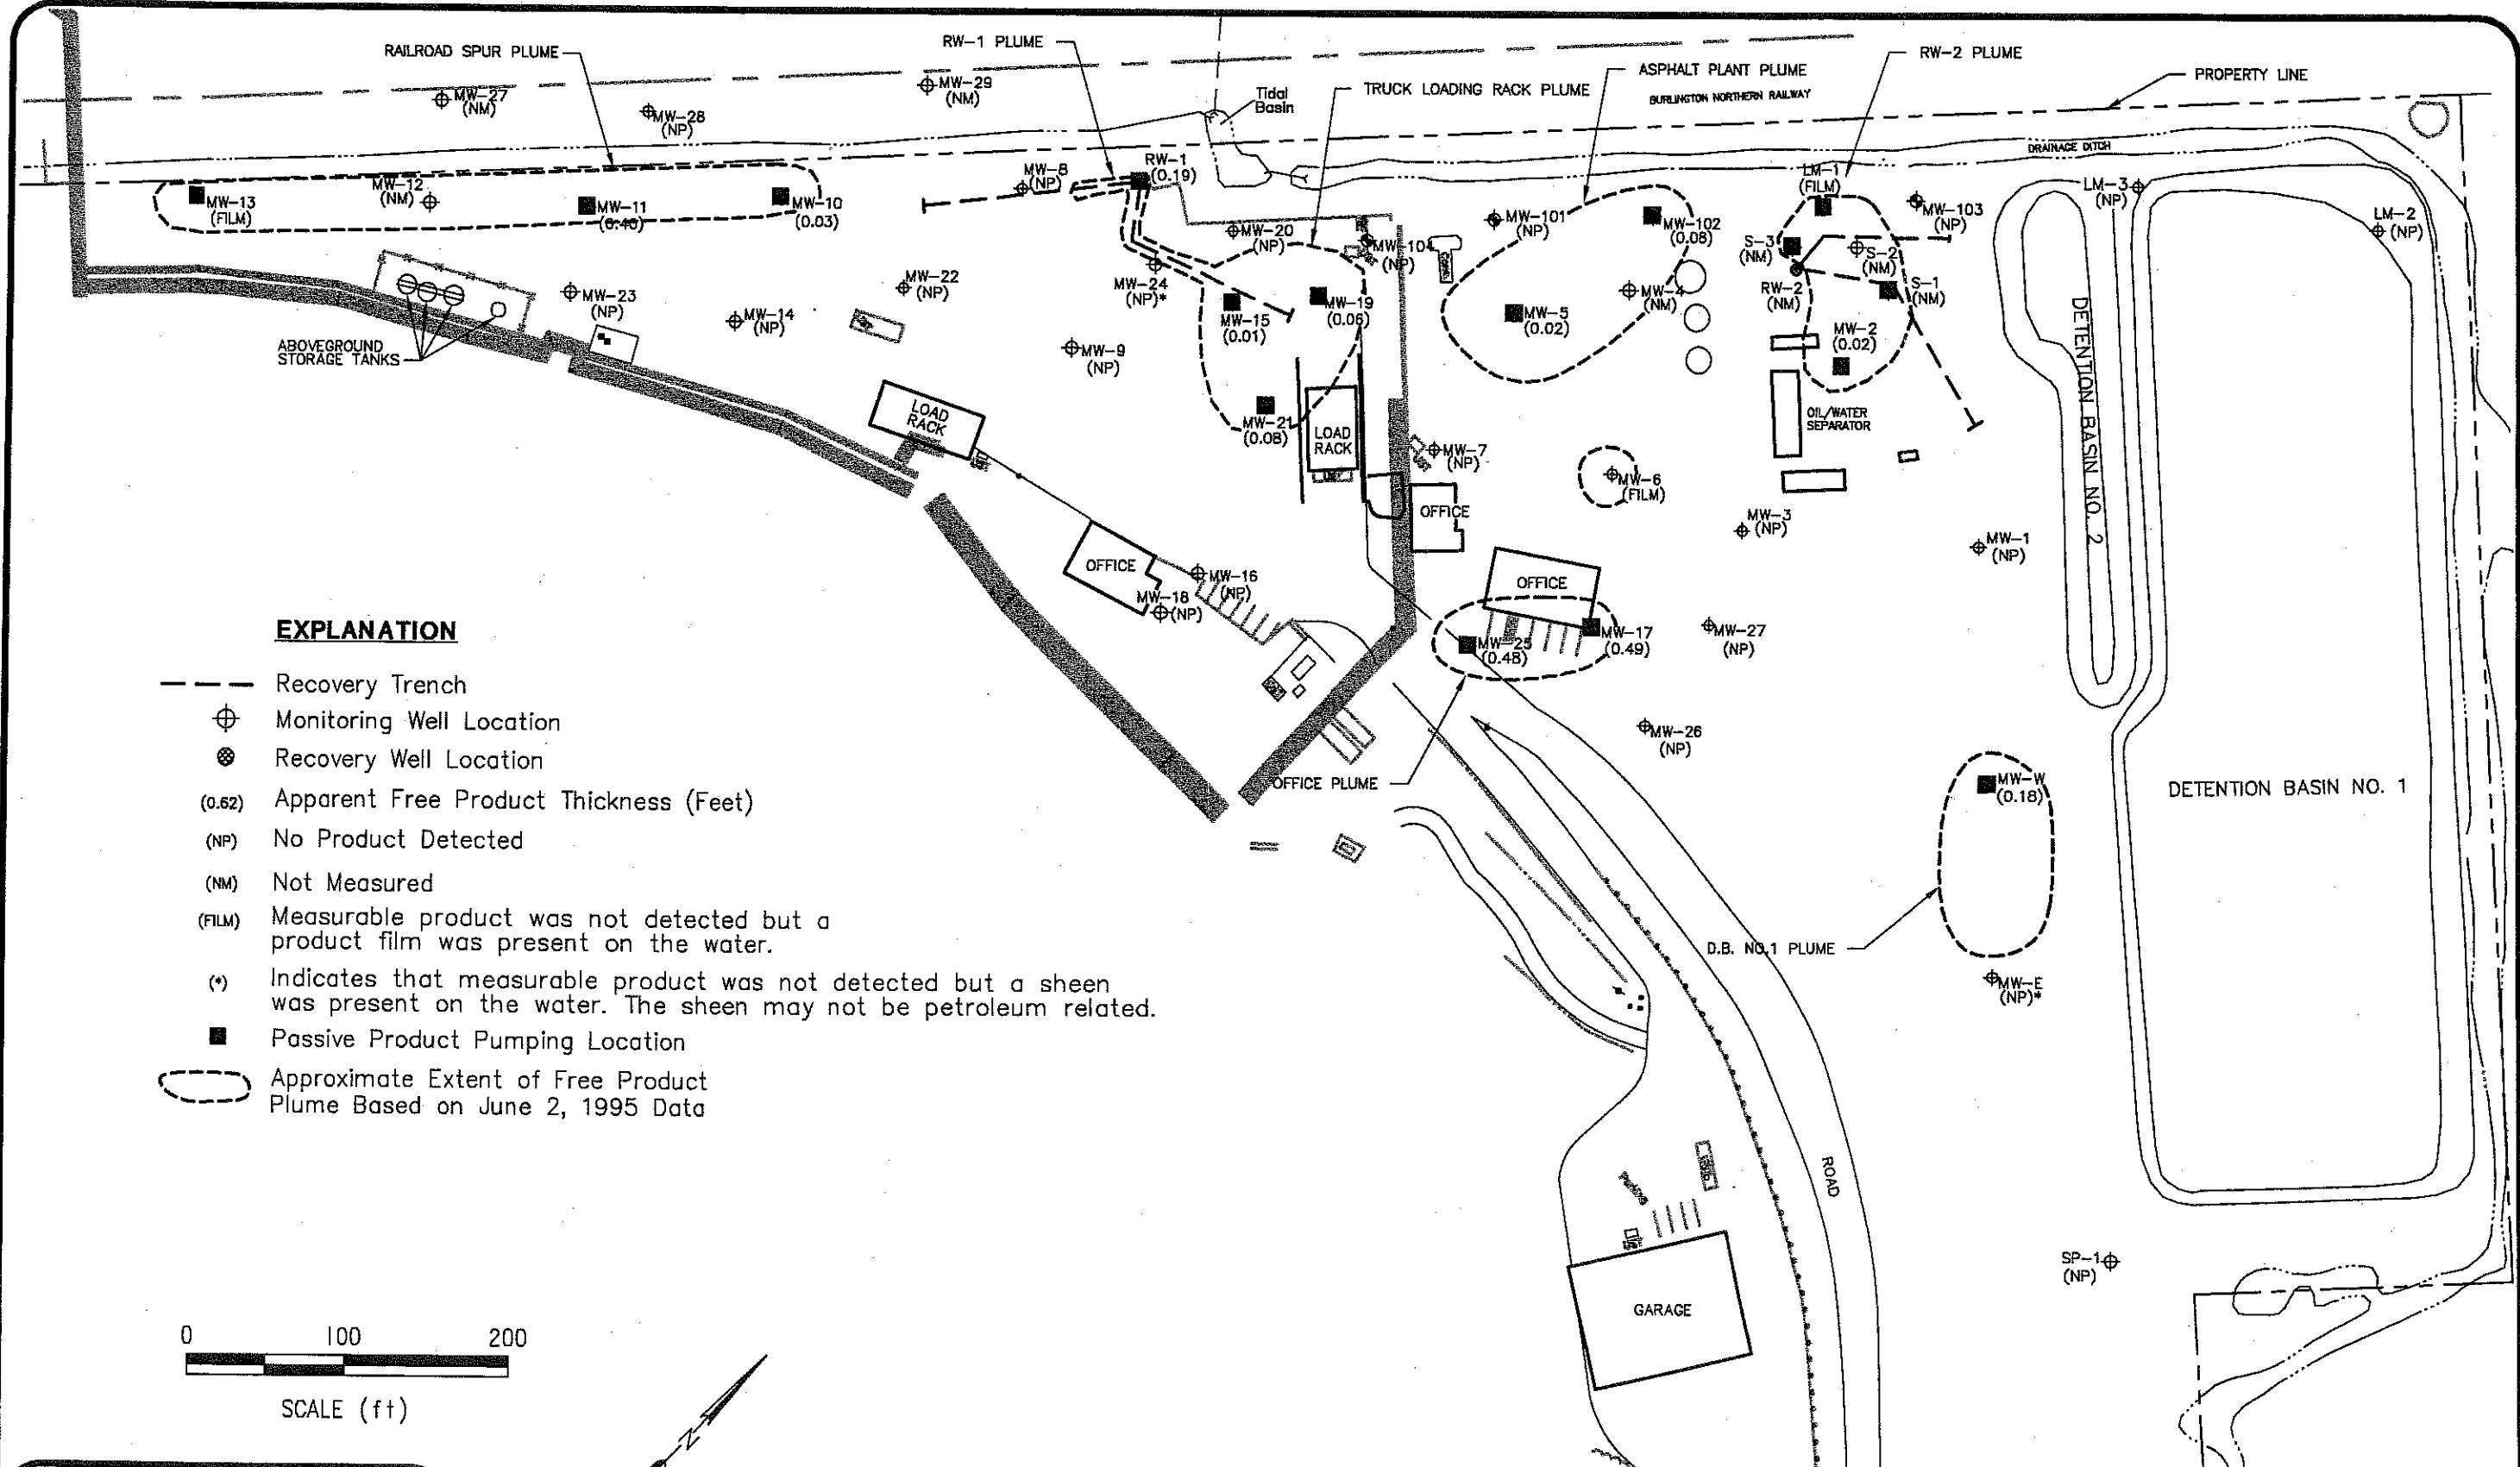 RAILROAD SPUR PLUME
RW-1 PLUME
TRUCK LOADING RACK PLUME
ASPHALT PLANT PLUME
BURLINGTON NORTHERN RAILWAY
RW-2 PLUME
PROPERTY LINE
Tidal
Basin
DRAINAGE DITCH
MW-27
(NM)
MW-28
(NP)
MW-29
(NM)
MW-13
(FILM)
MW-12
(NM)
MW-11
MW-10
(0.03)
MW-8
(NP)
RW-1
(0.19)
MW-20
(NP)
MW-104
(NP)
MW-24
(NP)*
MW-15
(0.01)
MW-19
(0.06)
MW-21
(0.08)
MW-101
(NP)
MW-102
(0.08)
MW-5
(0.02)
MW-4
(NM)
LM-1
(FILM)
MW-103
(NP)
S-3
(NM)
S-2
(NM)
RW-2
(NM)
S-1
(NM)
MW-2
(0.02)
LM-3
(NP)
LM-2
(NP)
ABOVEGROUND
STORAGE TANKS
MW-23
(NP)
MW-14
(NP)
MW-22
(NP)
MW-9
(NP)
LOAD
RACK
LOAD
RACK
MW-7
(NP)
OFFICE
MW-6
(FILM)
OIL/WATER
SEPARATOR
MW-3
(NP)
MW-1
(NP)
DETENTION BASIN NO. 2
OFFICE
MW-16
(NP)
MW-18
(NP)
OFFICE
MW-25
(0.48)
MW-17
(0.49)
MW-27
(NP)
MW-26
(NP)
OFFICE PLUME
MW-W
(0.18)
DETENTION BASIN NO. 1
D.B. NO.1 PLUME
MW-E
(NP)*
ROAD
GARAGE
SP-1
(NP)
EXPLANATION
Recovery Trench
Monitoring Well Location
Recovery Well Location
(0.62) Apparent Free Product Thickness (Feet)
(NP) No Product Detected
(NM) Not Measured
(FILM) Measurable product was not detected but a
product film was present on the water.
(*) Indicates that measurable product was not detected but a sheen
was present on the water. The sheen may not be petroleum related.
Passive Product Pumping Location
Approximate Extent of Free Product
Plume Based on June 2, 1995 Data
0 100 200
SCALE (ft)
N